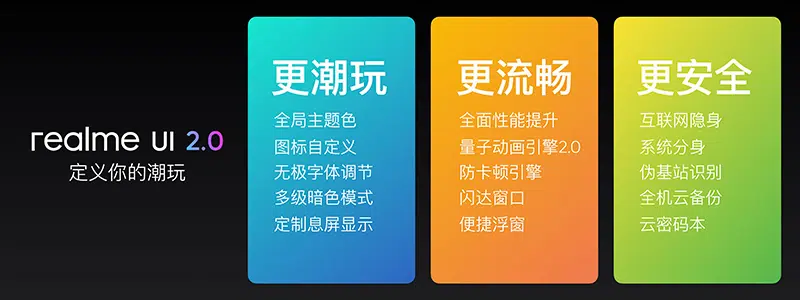 realme UI 2.0
定义你的潮玩
更潮玩
全局主题色
图标自定义
无极字体调节
多级暗色模式
定制息屏显示
更流畅
全面性能提升
量子动画引擎2.0
防卡顿引擎
闪达窗口
便捷浮窗
更安全
互联网隐身
系统分身
伪基站识别
全机云备份
云密码本